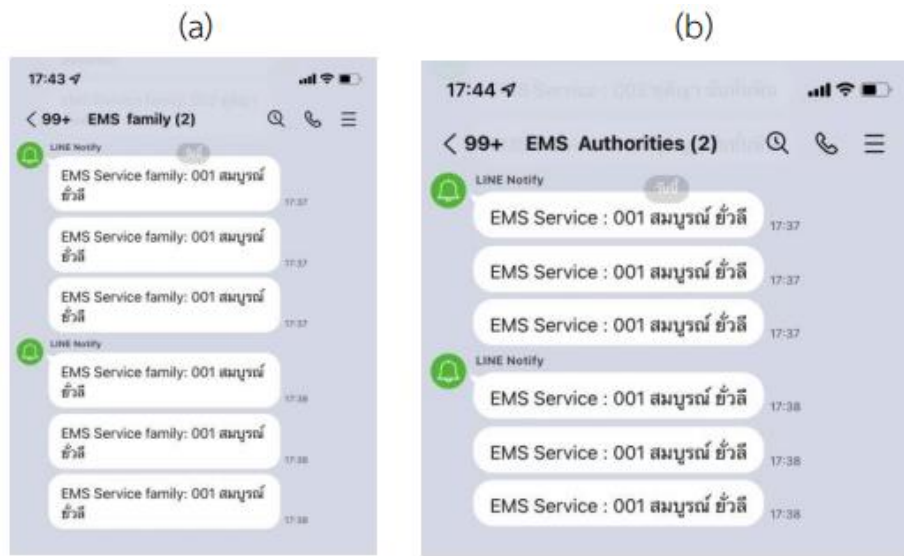 (a)
17:43
< 99+ EMS family (2)
LINE Notify
วันนี้
EMS Service family: 001 สมบูรณ์
ยั่วลี
17:37
EMS Service family: 001 สมบูรณ์
ยั่วลี
17:37
EMS Service family: 001 สมบูรณ์
ยั่วลี
17:37
LINE Notify
EMS Service family: 001 สมบูรณ์
ยั่วลี
17:38
EMS Service family: 001 สมบูรณ์
ยั่วลี
17:38
EMS Service family: 001 สมบูรณ์
ยั่วลี
17:38
(b)
17:44
< 99+ EMS Authorities (2)
LINE Notify
วันนี้
EMS Service : 001 สมบูรณ์ ยั่วลี
17:37
EMS Service : 001 สมบูรณ์ ยั่วลี
17:37
EMS Service : 001 สมบูรณ์ ยั่วลี
17:37
LINE Notify
EMS Service : 001 สมบูรณ์ ยั่วลี
17:38
EMS Service : 001 สมบูรณ์ ยั่วลี
17:38
EMS Service : 001 สมบูรณ์ ยั่วลี
17:38